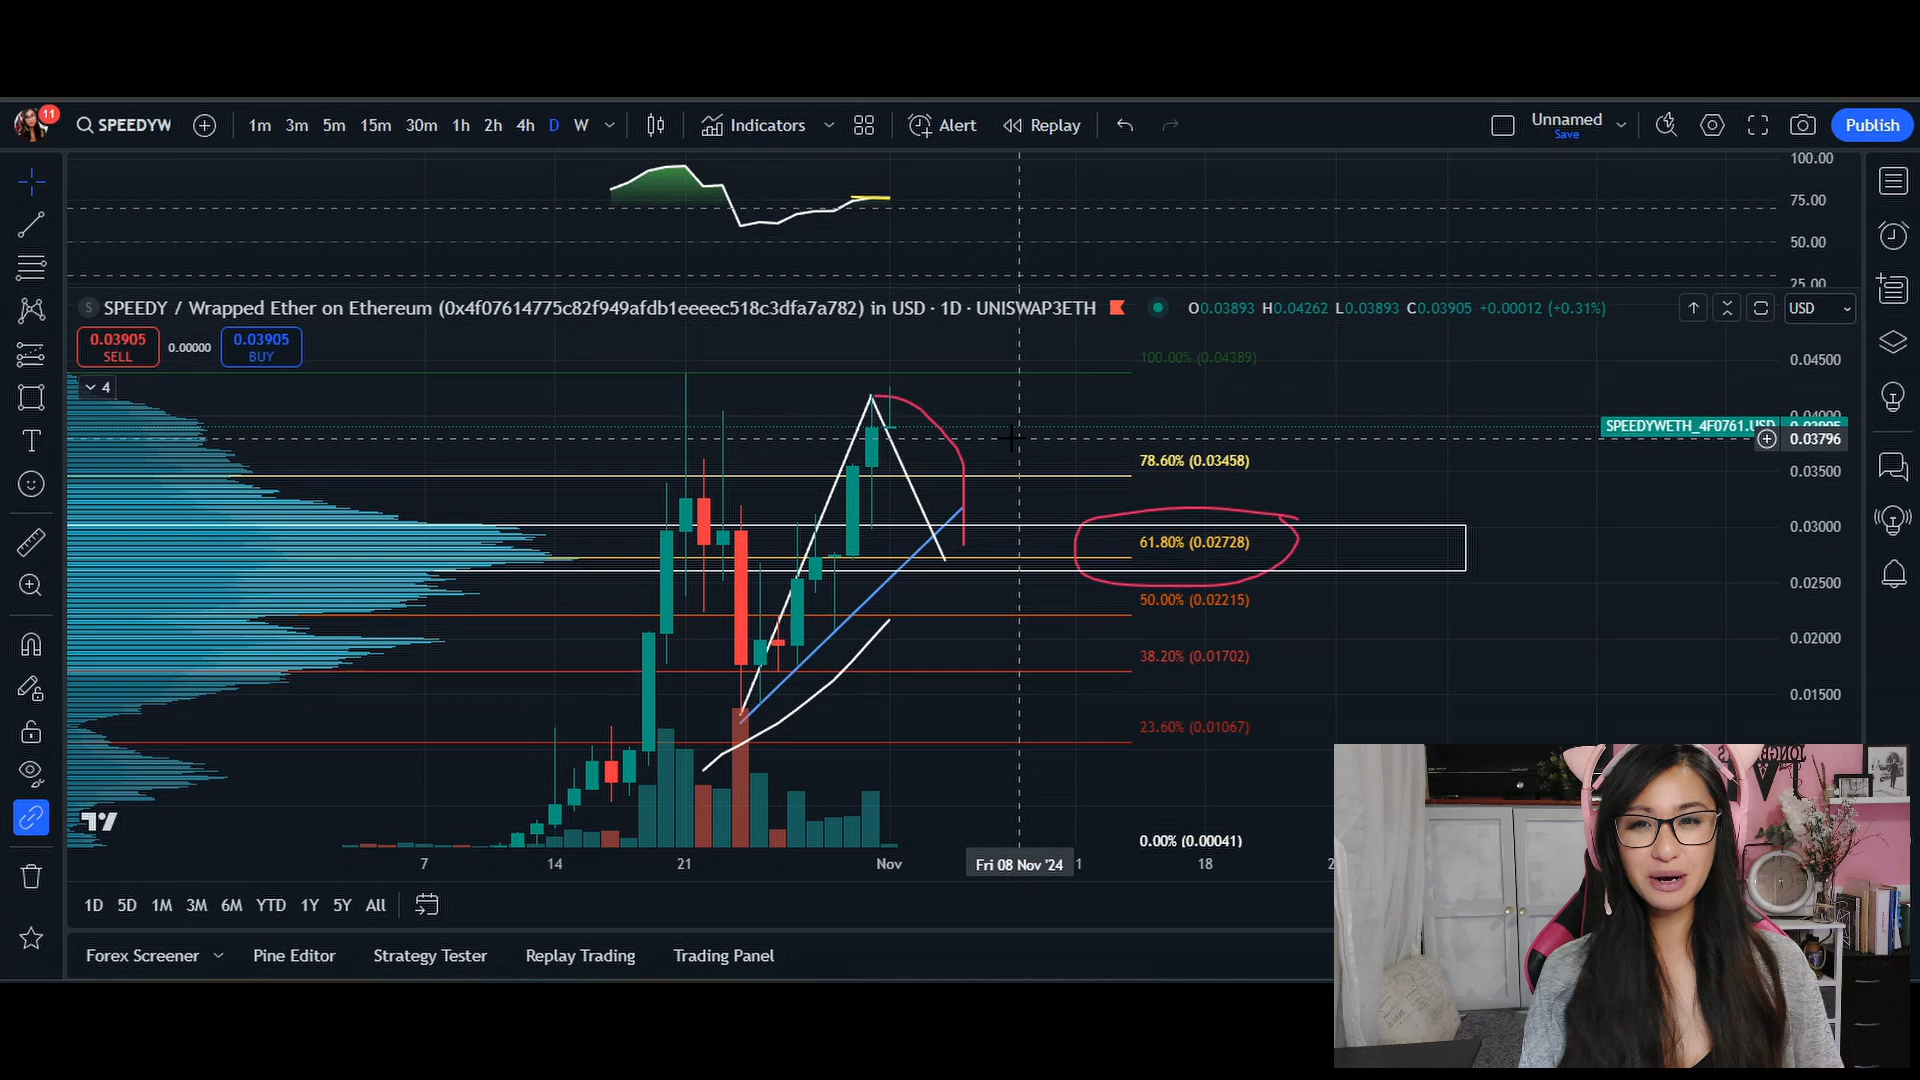 11 SPEEDYW 1m 3m 5m 15m 30m 1h 2h 4h D W Indicators Alert Replay Unnamed Save Publish
100.00
75.00
50.00
25.00
S SPEEDY / Wrapped Ether on Ethereum (0x4f07614775c82f949afdb1eeeec518c3dfa7a782) in USD · 1D · UNISWAP3ETH O0.03893 H0.04262 L0.03893 C0.03905 +0.00012 (+0.31%) USD
0.03905 SELL 0.00000 0.03905 BUY
100.00% (0.04389) 0.04500
4
0.04000
SPEEDYWETH_4F0761.USD 0.03905
0.03796
78.60% (0.03458) 0.03500
0.03000
61.80% (0.02728)
0.02500
50.00% (0.02215)
0.02000
38.20% (0.01702)
0.01500
23.60% (0.01067)
0.00% (0.00041)
7 14 21 Nov Fri 08 Nov '24 1 18
1D 5D 1M 3M 6M YTD 1Y 5Y All
Forex Screener Pine Editor Strategy Tester Replay Trading Trading Panel